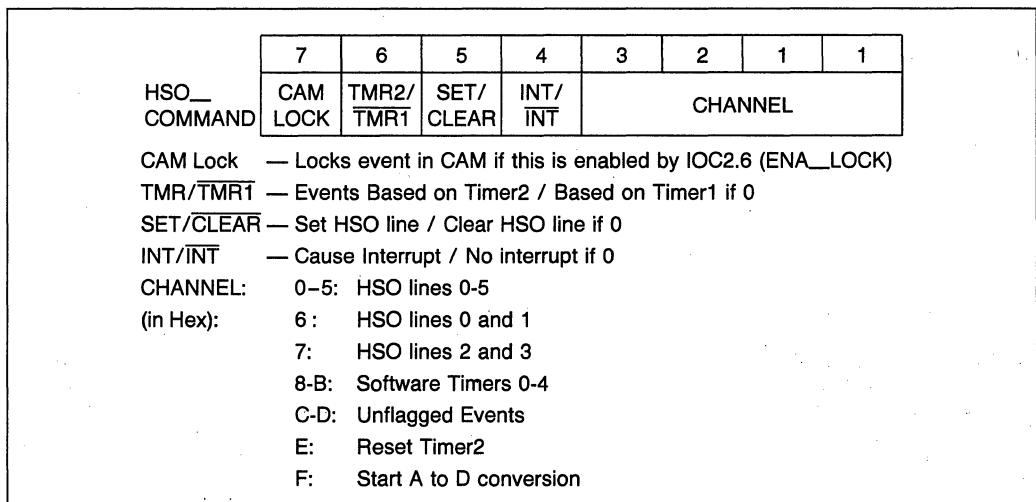 7 6 5 4 3 2 1 1
HSO__ COMMAND CAM LOCK TMR2/TMR1 SET/CLEAR INT/INT CHANNEL
CAM Lock — Locks event in CAM if this is enabled by IOC2.6 (ENA__LOCK)
TMR/TMR1 — Events Based on Timer2 / Based on Timer1 if 0
SET/CLEAR — Set HSO line / Clear HSO line if 0
INT/INT — Cause Interrupt / No interrupt if 0
CHANNEL: 0–5: HSO lines 0-5
(in Hex): 6 : HSO lines 0 and 1
7: HSO lines 2 and 3
8-B: Software Timers 0-4
C-D: Unflagged Events
E: Reset Timer2
F: Start A to D conversion